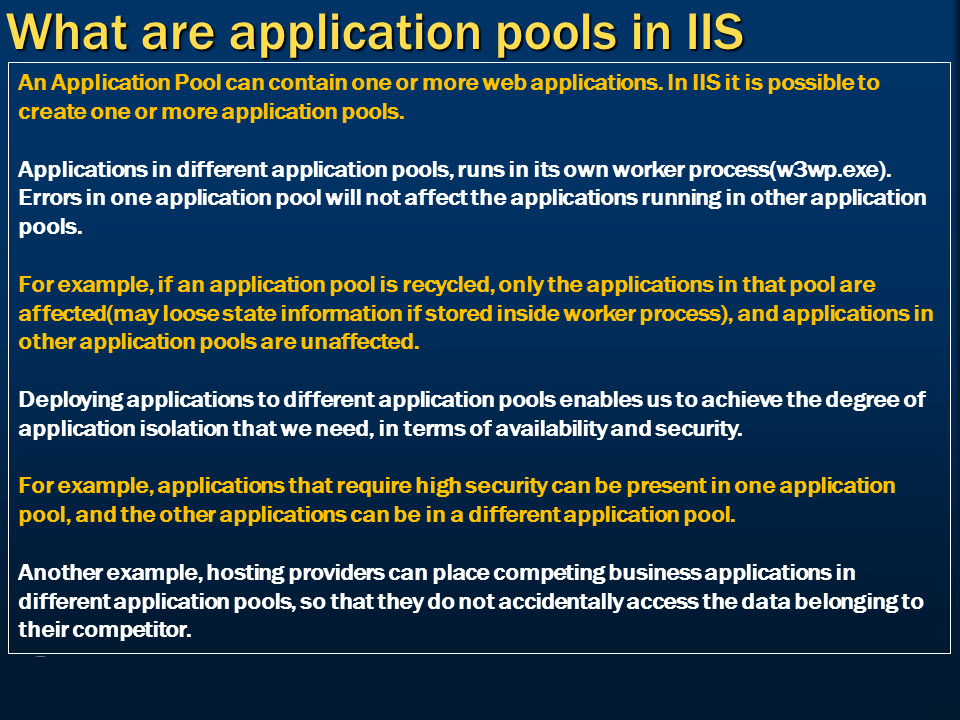 What are application pools in IIS
An Application Pool can contain one or more web applications. In IIS it is possible to
create one or more application pools.
Applications in different application pools, runs in its own worker process(w3wp.exe).
Errors in one application pool will not affect the applications running in other application
pools.
For example, if an application pool is recycled, only the applications in that pool are
affected(may loose state information if stored inside worker process), and applications in
other application pools are unaffected.
Deploying applications to different application pools enables us to achieve the degree of
application isolation that we need, in terms of availability and security.
For example, applications that require high security can be present in one application
pool, and the other applications can be in a different application pool.
Another example, hosting providers can place competing business applications in
different application pools, so that they do not accidentally access the data belonging to
their competitor.